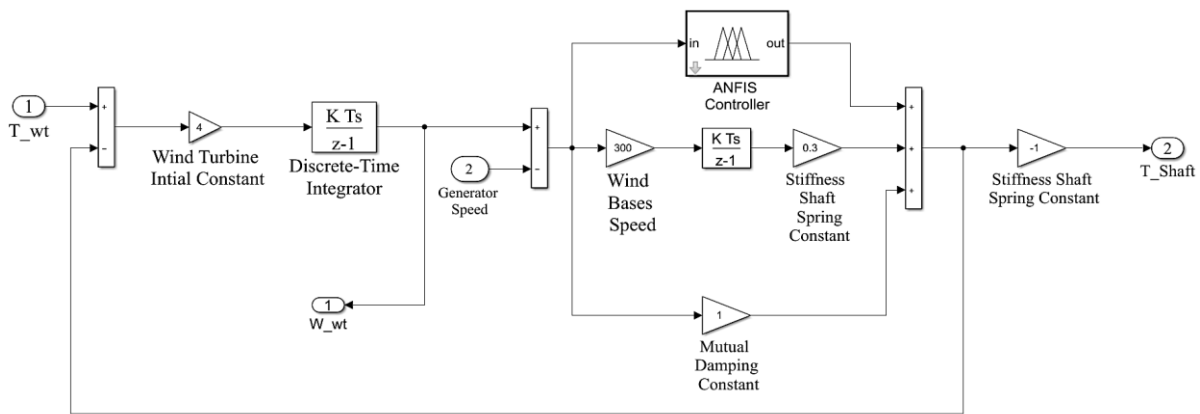 in
out
ANFIS
Controller
1
T_wt
+
−
4
Wind Turbine
Intial Constant
K Ts
z-1
Discrete-Time
Integrator
2
Generator
Speed
+
−
300
Wind
Bases
Speed
K Ts
z-1
0.3
Stiffness
Shaft
Spring
Constant
+
+
+
-1
Stiffness Shaft
Spring Constant
2
T_Shaft
1
W_wt
1
Mutual
Damping
Constant